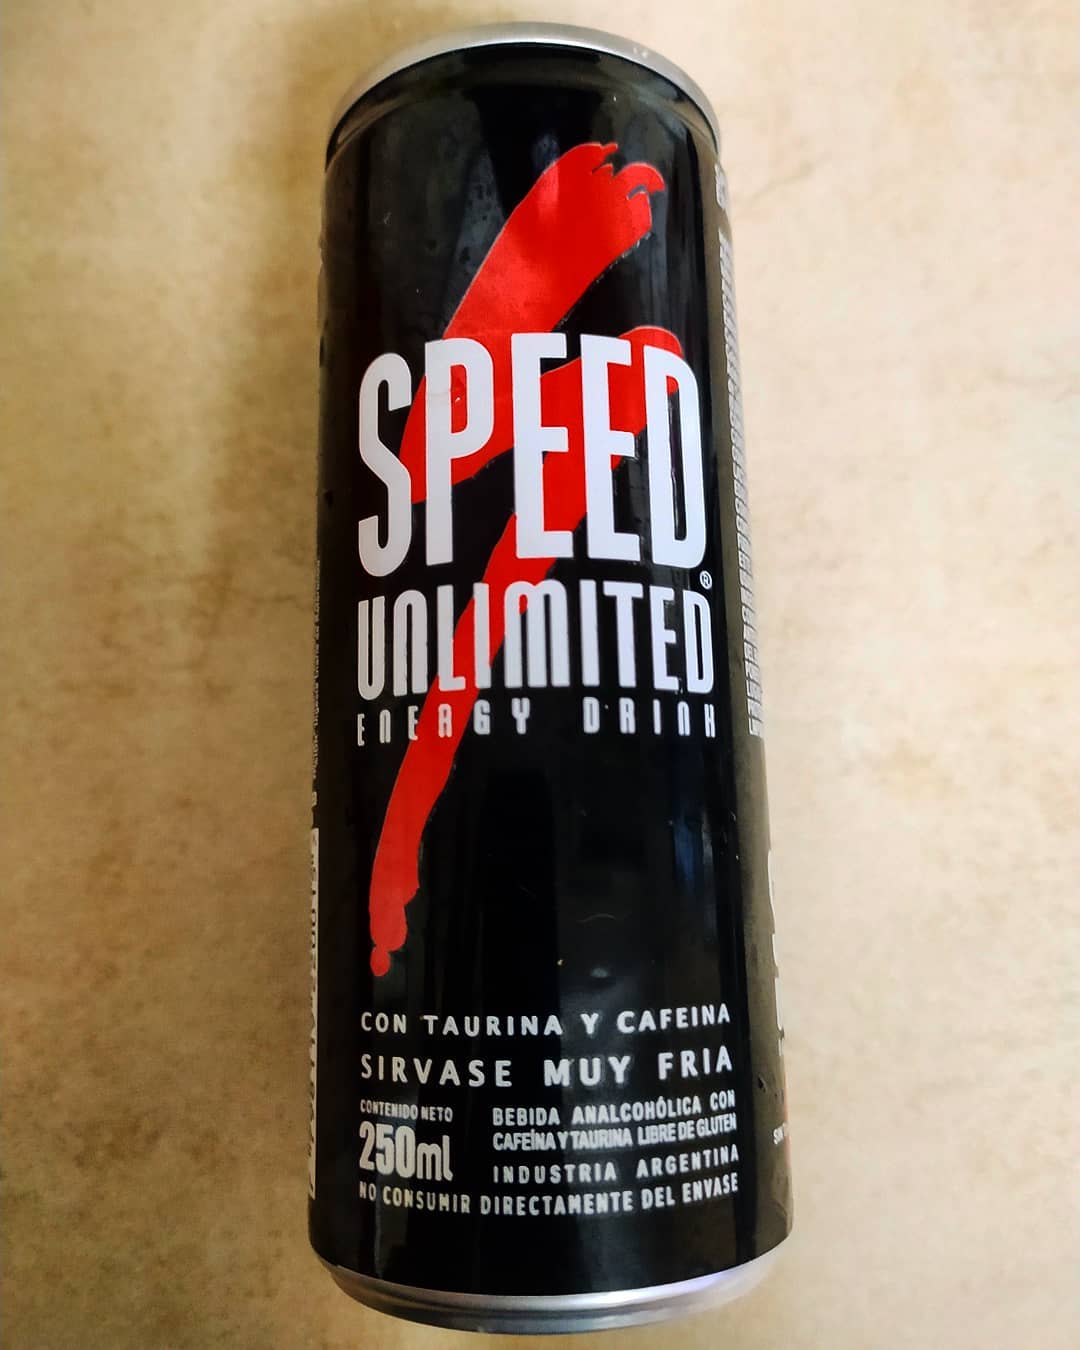 SPEED
®
UNLIMITED
ENERGY DRINK
CON TAURINA Y CAFEINA
SIRVASE MUY FRIA
CONTENIDO NETO
250ml
BEBIDA ANALCOHÓLICA CON
CAFEÍNA Y TAURINA LIBRE DE GLUTEN
INDUSTRIA ARGENTINA
NO CONSUMIR DIRECTAMENTE DEL ENVASE